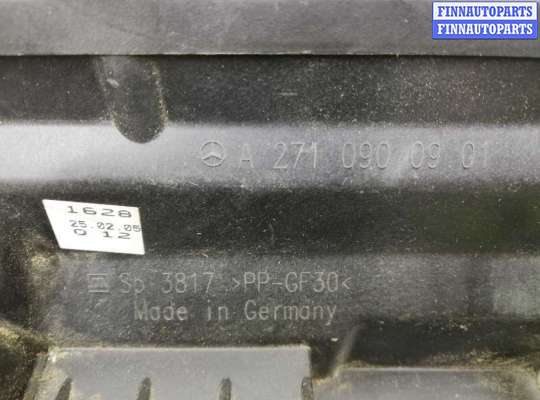 FINNAUTOPARTS
FINNAUTOPARTS
A 271 090 09 01
1628
25.02.05
0 12
Sp 3817 >PP-GF30<
Made in Germany